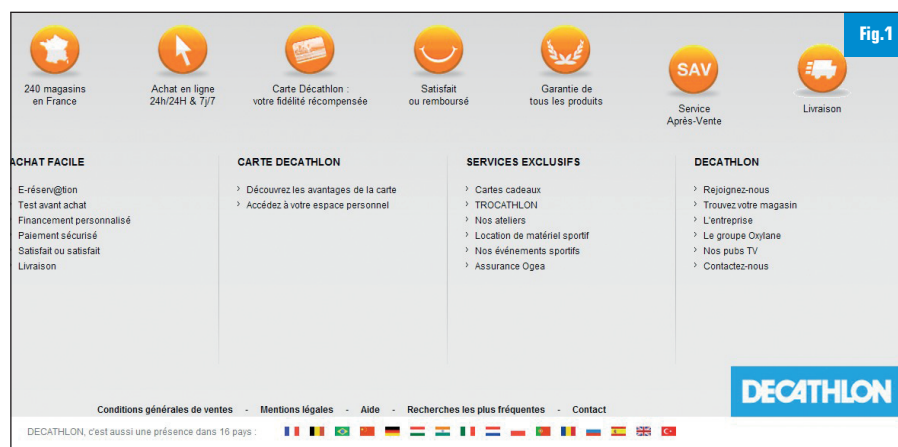 Fig.1
240 magasins
en France
Achat en ligne
24h/24H & 7j/7
Carte Décathlon :
votre fidélité récompensée
Satisfait
ou remboursé
Garantie de
tous les produits
SAV
Service
Après-Vente
Livraison
ACHAT FACILE
› E-réserv@tion
› Test avant achat
› Financement personnalisé
› Paiement sécurisé
› Satisfait ou satisfait
› Livraison
CARTE DECATHLON
› Découvrez les avantages de la carte
› Accédez à votre espace personnel
SERVICES EXCLUSIFS
› Cartes cadeaux
› TROCATHLON
› Nos ateliers
› Location de matériel sportif
› Nos événements sportifs
› Assurance Ogea
DECATHLON
› Rejoignez-nous
› Trouvez votre magasin
› L'entreprise
› Le groupe Oxylane
› Nos pubs TV
› Contactez-nous
DECATHLON
Conditions générales de ventes - Mentions légales - Aide - Recherches les plus fréquentes - Contact
DECATHLON, c'est aussi une présence dans 16 pays :